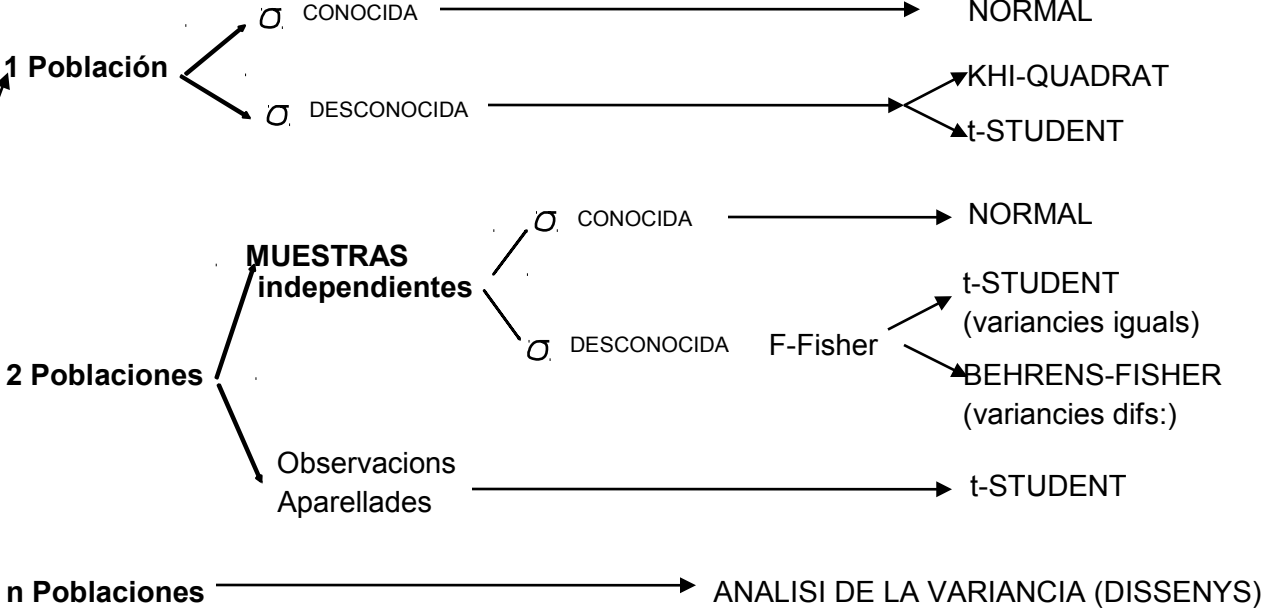 σ CONOCIDA NORMAL
1 Población
KHI-QUADRAT
σ DESCONOCIDA
t-STUDENT
σ CONOCIDA NORMAL
MUESTRAS
independientes
t-STUDENT
(variancies iguals)
σ DESCONOCIDA F-Fisher
2 Poblaciones
BEHRENS-FISHER
(variancies difs:)
Observacions
Aparellades
t-STUDENT
n Poblaciones ANALISI DE LA VARIANCIA (DISSENYS)